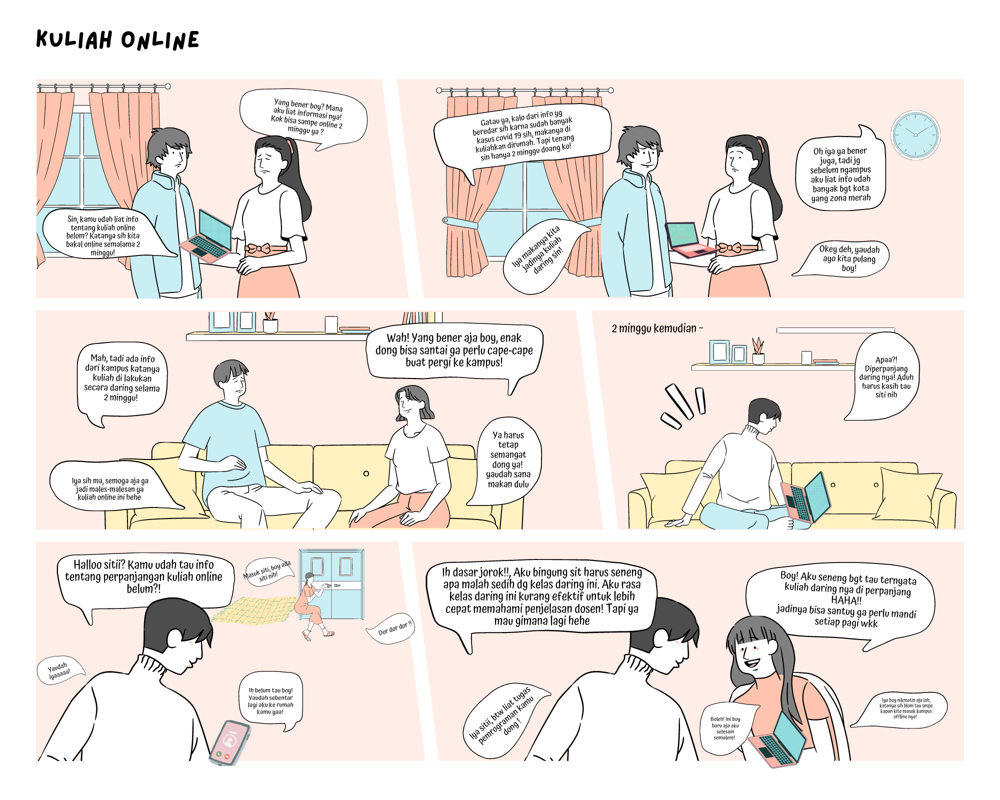 KULIAH ONLINE
Sin, kamu udah liat info
tentang kuliah online
belom? Katanya sih kita
bakal online semalama 2
minggu!
Yang bener boy? Mana
aku liat informasi nya!
Kok bisa sampe online 2
minggu ya ?
Gatau ya, kalo dari info yg
beredar sih karna sudah banyak
kasus covid 19 sih, makanya di
kuliahkan dirumah. Tapi tenang
sin hanya 2 minggu doang ko!
Oh iya ya bener
juga, tadi jg
sebelum ngampus
aku liat info udah
banyak bgt kota
yang zona merah
Iya makanya kita
jadinya kuliah
daring sin!
Okey deh, yaudah
ayo kita pulang
boy!
Mah, tadi ada info
dari kampus katanya
kuliah di lakukan
secara daring selama
2 minggu!
Wah! Yang bener aja boy, enak
dong bisa santai ga perlu cape-cape
buat pergi ke kampus!
Iya sih ma, semoga aja ga
jadi males-malesan ya
kuliah online ini hehe
Ya harus
tetap
semangat
dong ya!
yaudah sana
makan dulu
2 minggu kemudian ~
Apaa?!
Diperpanjang
daring nya! Aduh
harus kasih tau
siti nih
Halloo sitii? Kamu udah tau info
tentang perpanjangan kuliah online
belum?!
Ih belum tau boy!
Yaudah sebentar
lagi aku ke rumah
kamu yaa!
Yaudah
iyaaaaa!
Dor dor dor !!
Masuk siti, boy ada
siti nih!
Boy! Aku seneng bgt tau ternyata
kuliah daring nya di perpanjang
HAHA!!
jadinya bisa santuy ga perlu mandi
setiap pagi wkk
Ih dasar jorok!!, Aku bingung sit harus seneng
apa malah sedih dg kelas daring ini. Aku rasa
kelas daring ini kurang efektif untuk lebih
cepat memahami penjelasan dosen! Tapi ya
mau gimana lagi hehe
Iya boy nikmatin aja lah,
katanya sih blom tau smpe
kapan kita masuk kampus
offline nya!
Iya sitii, btw liat tugas
pemrograman kamu
dong !
Boleh! Ini boy
baru aja aku
selesain
semalem!